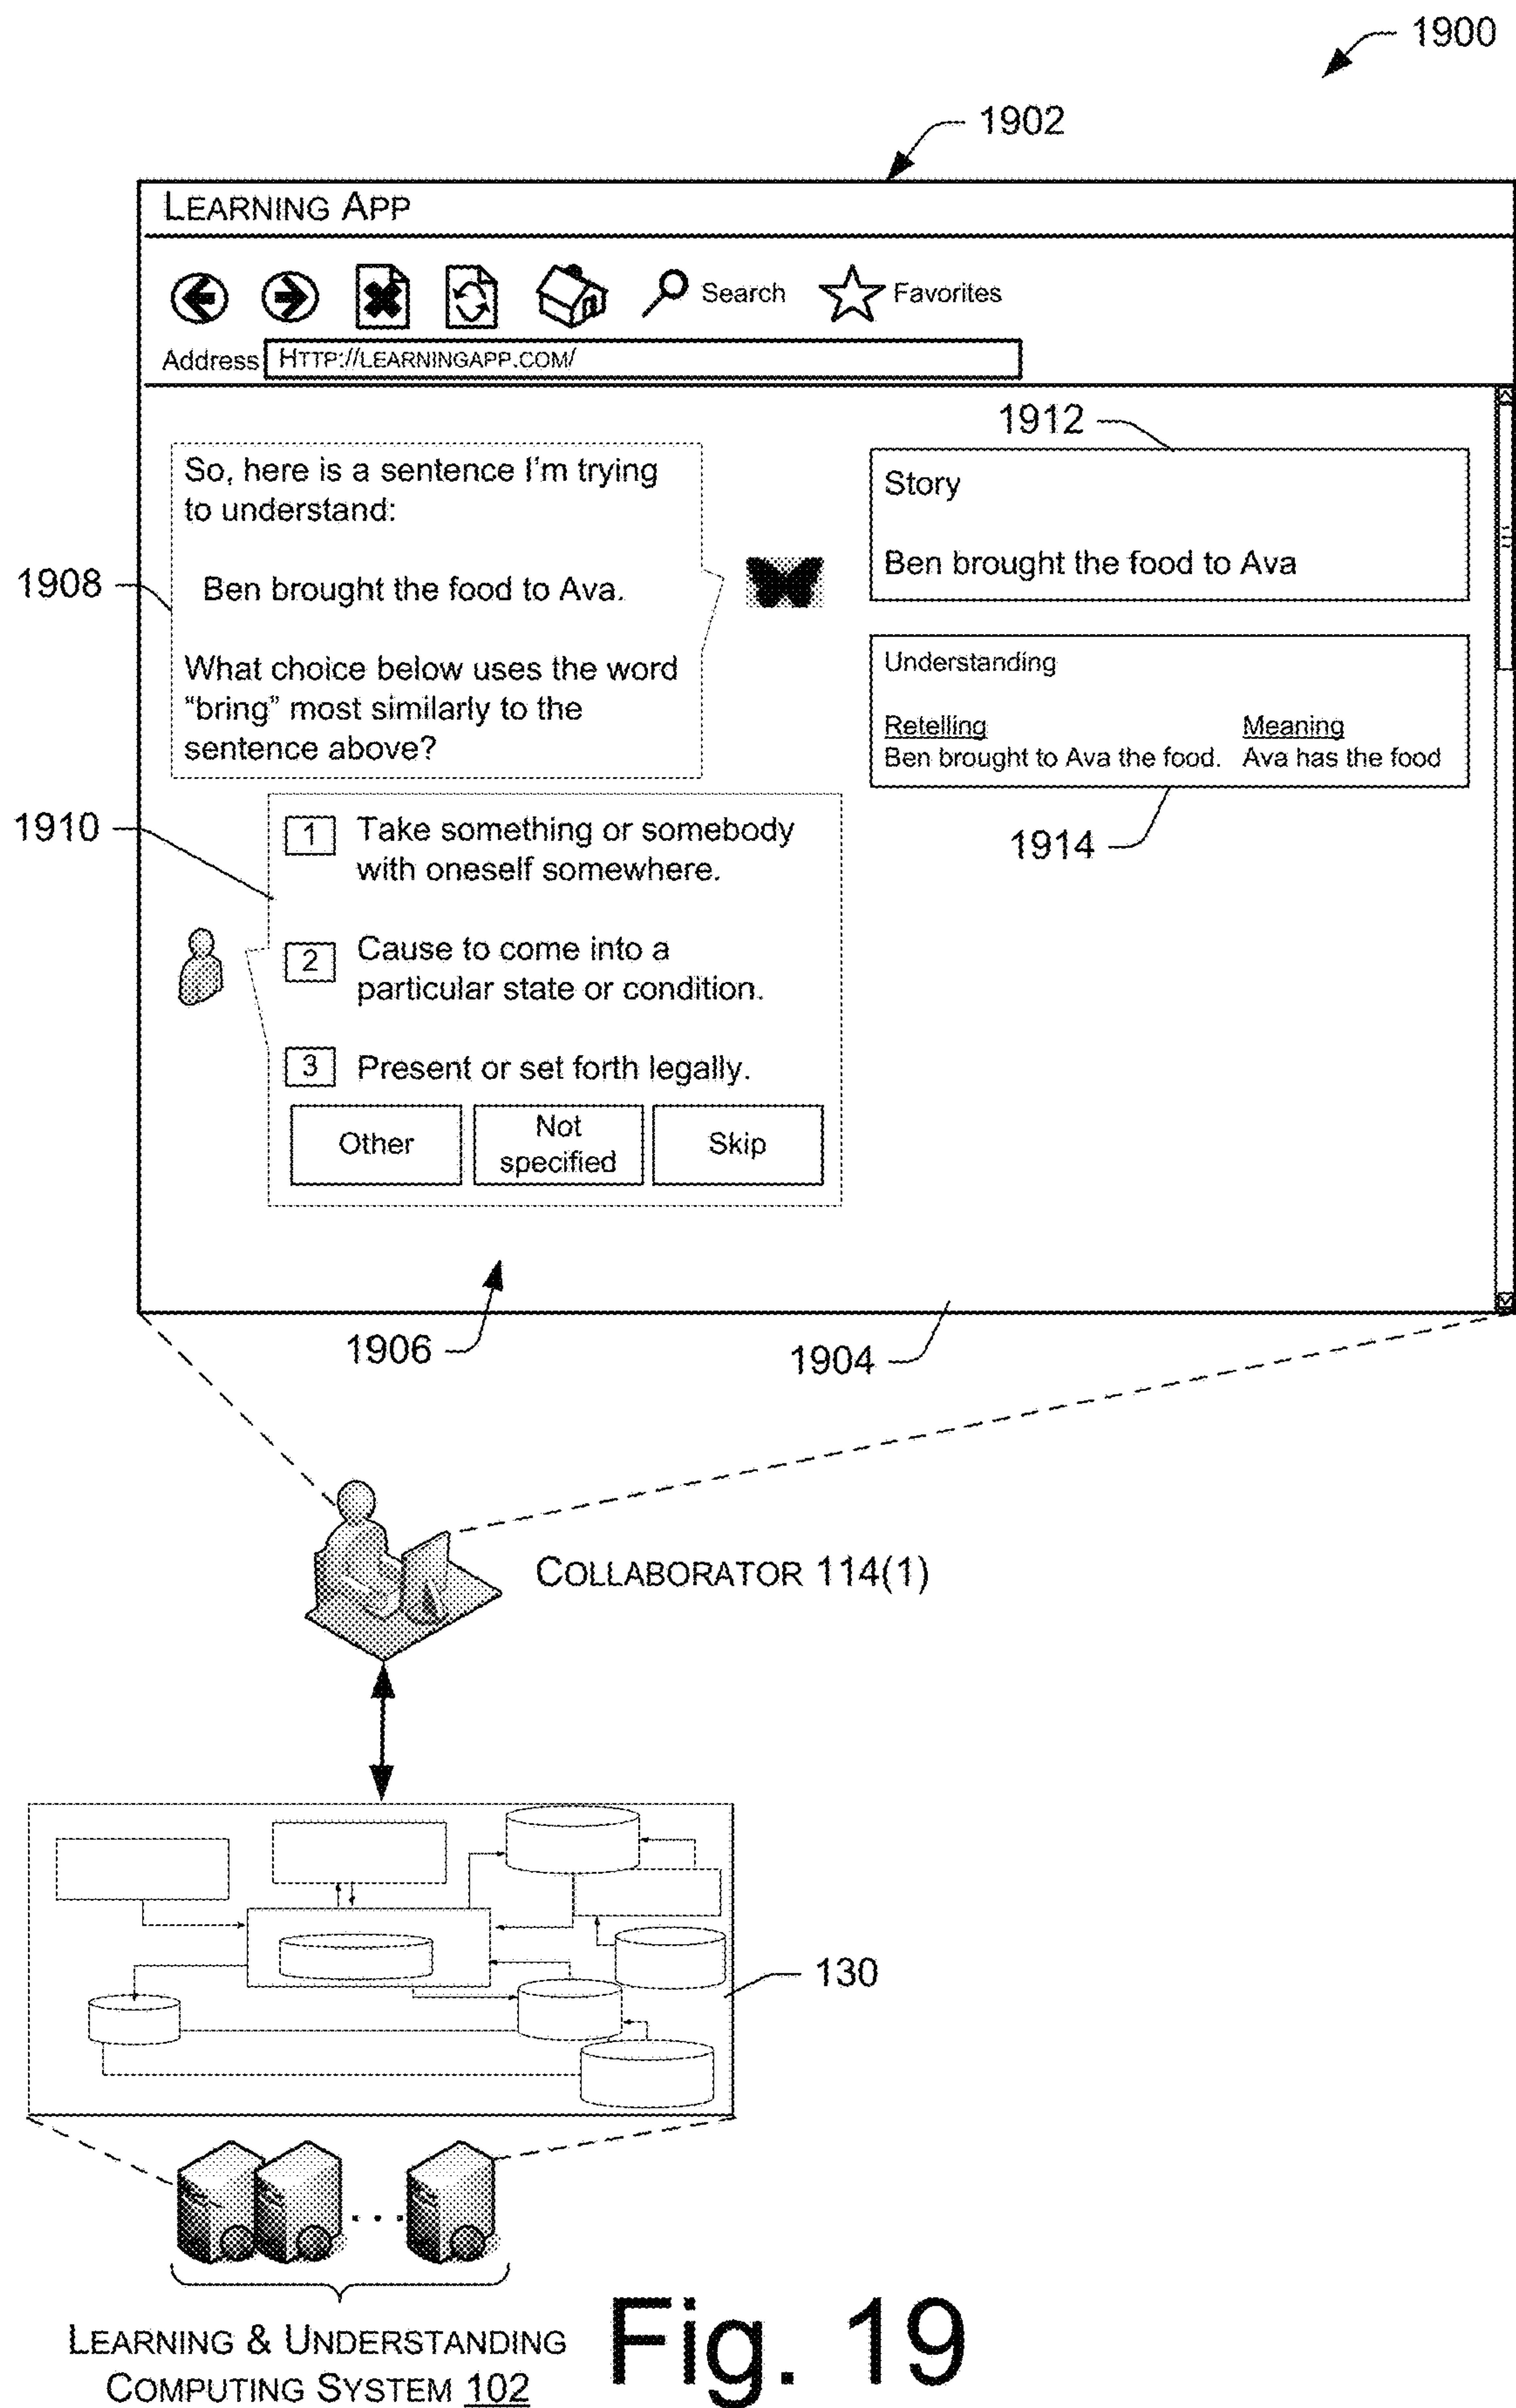 1900
1902
LEARNING APP
Search
Favorites
Address
HTTP://LEARNINGAPP.COM/
1908
So, here is a sentence I'm trying
to understand:
Ben brought the food to Ava.
What choice below uses the word
“bring” most similarly to the
sentence above?
1912
Story
Ben brought the food to Ava
Understanding
Retelling
Meaning
Ben brought to Ava the food.
Ava has the food
1914
1910
1 Take something or somebody
with oneself somewhere.
2 Cause to come into a
particular state or condition.
3 Present or set forth legally.
Other
Not
specified
Skip
1906
1904
COLLABORATOR 114(1)
130
LEARNING & UNDERSTANDING
COMPUTING SYSTEM 102
Fig. 19